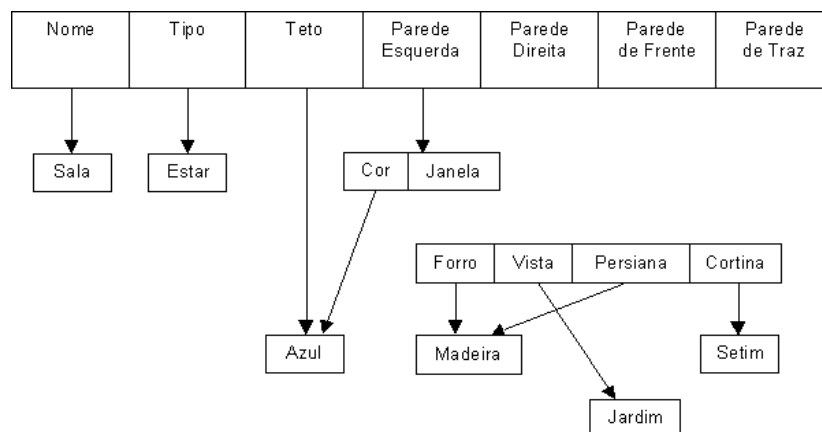 Nome
Tipo
Teto
Parede
Esquerda
Parede
Direita
Parede
de Frente
Parede
de Traz
Sala
Estar
Cor
Janela
Forro
Vista
Persiana
Cortina
Azul
Madeira
Setim
Jardim